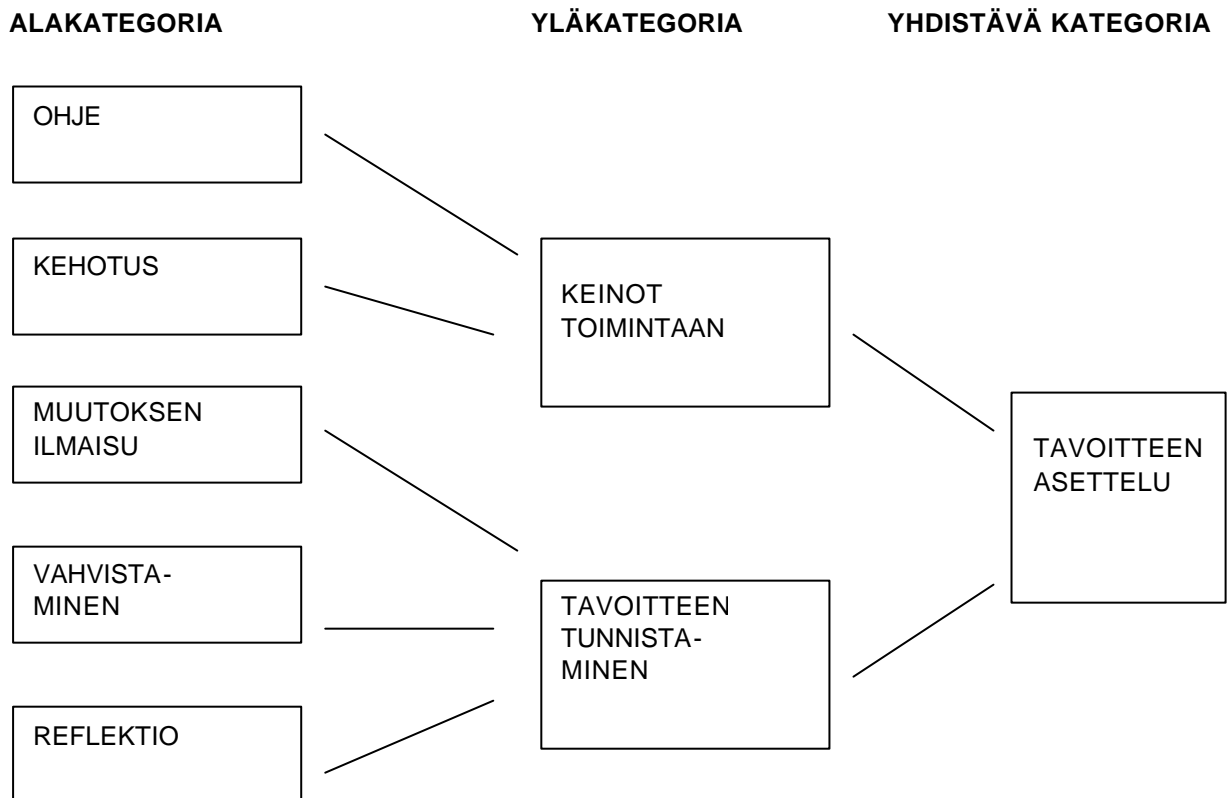 ALAKATEGORIA YLÄKATEGORIA YHDISTÄVÄ KATEGORIA
OHJE
KEHOTUS
MUUTOKSEN
ILMAISU
VAHVISTA-
MINEN
REFLEKTIO
KEINOT
TOIMINTAAN
TAVOITTEEN
TUNNISTA-
MINEN
TAVOITTEEN
ASETTELU